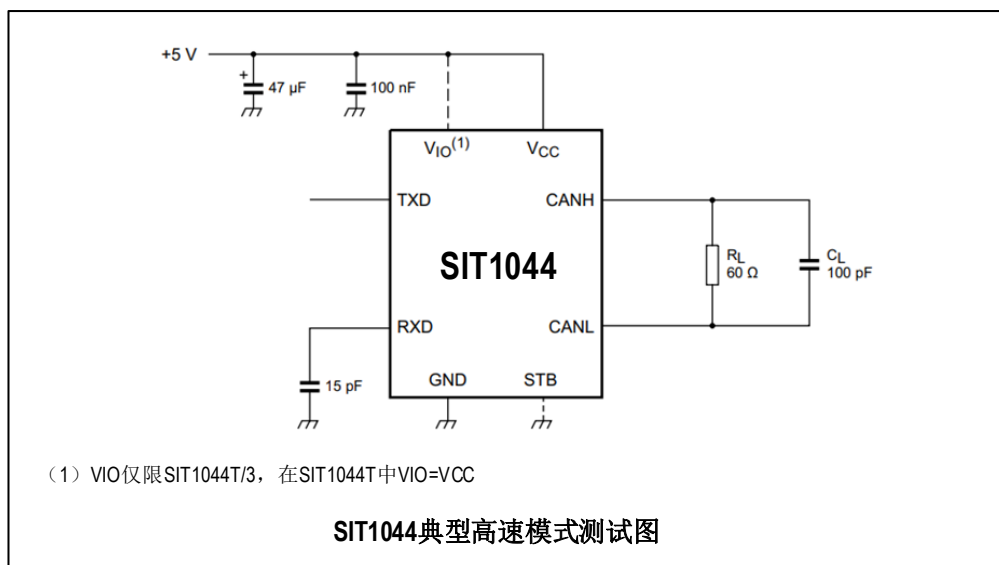 +5 V
+
47 µF
100 nF
VIO(1)
VCC
TXD
CANH
SIT1044
RL
60 Ω
CL
100 pF
RXD
CANL
15 pF
GND
STB
（1）VIO仅限SIT1044T/3，在SIT1044T中VIO=VCC
SIT1044典型高速模式测试图